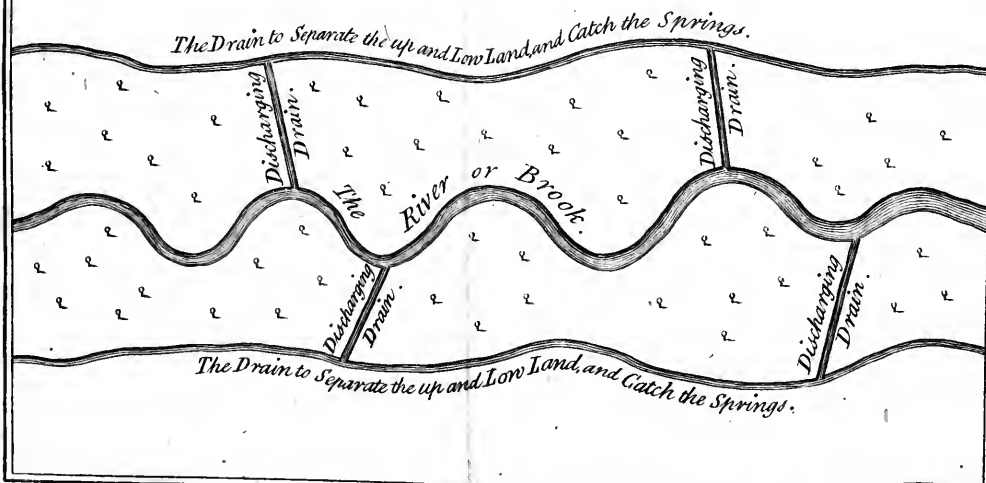 The Drain to Separate the up and Low Land, and Catch the Springs.
Discharging
Drain.
Discharging
Drain.
The River or Brook.
Discharging
Drain.
Discharging
Drain.
The Drain to Separate the up and Low Land, and Catch the Springs.